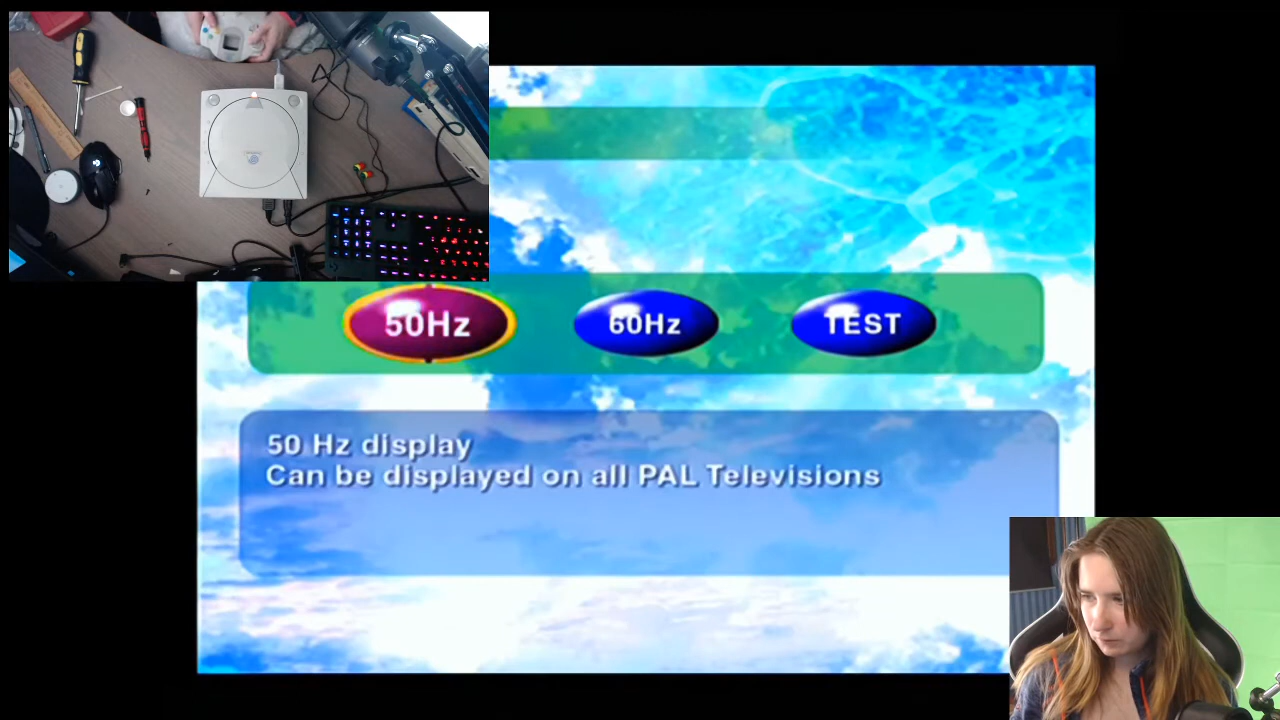 50Hz
60Hz
TEST
50 Hz display
Can be displayed on all PAL Televisions